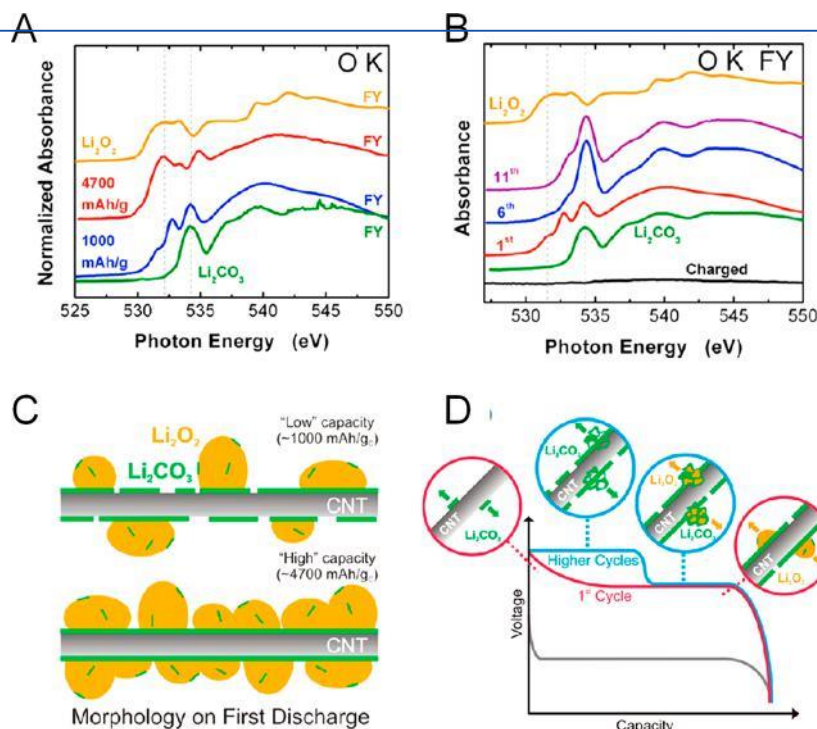 A
O K
Normalized Absorbance
Li₂O₂
FY
4700
mAh/g
FY
1000
mAh/g
FY
FY
Li₂CO₃
525 530 535 540 545 550
Photon Energy (eV)
B
O K FY
Absorbance
Li₂O₂
11th
6th
1st
Li₂CO₃
Charged
530 535 540 545 550
Photon Energy (eV)
C
Li₂O₂
"Low" capacity
(~1000 mAh/gc)
Li₂CO₃
CNT
"High" capacity
(~4700 mAh/gc)
CNT
Morphology on First Discharge
D
CNT
Li₂CO₃
Li₂CO₃
CNT
Li₂O₂
Li₂CO₃
CNT
CNT
Li₂O₂
Higher Cycles
1st Cycle
Voltage
Capacity